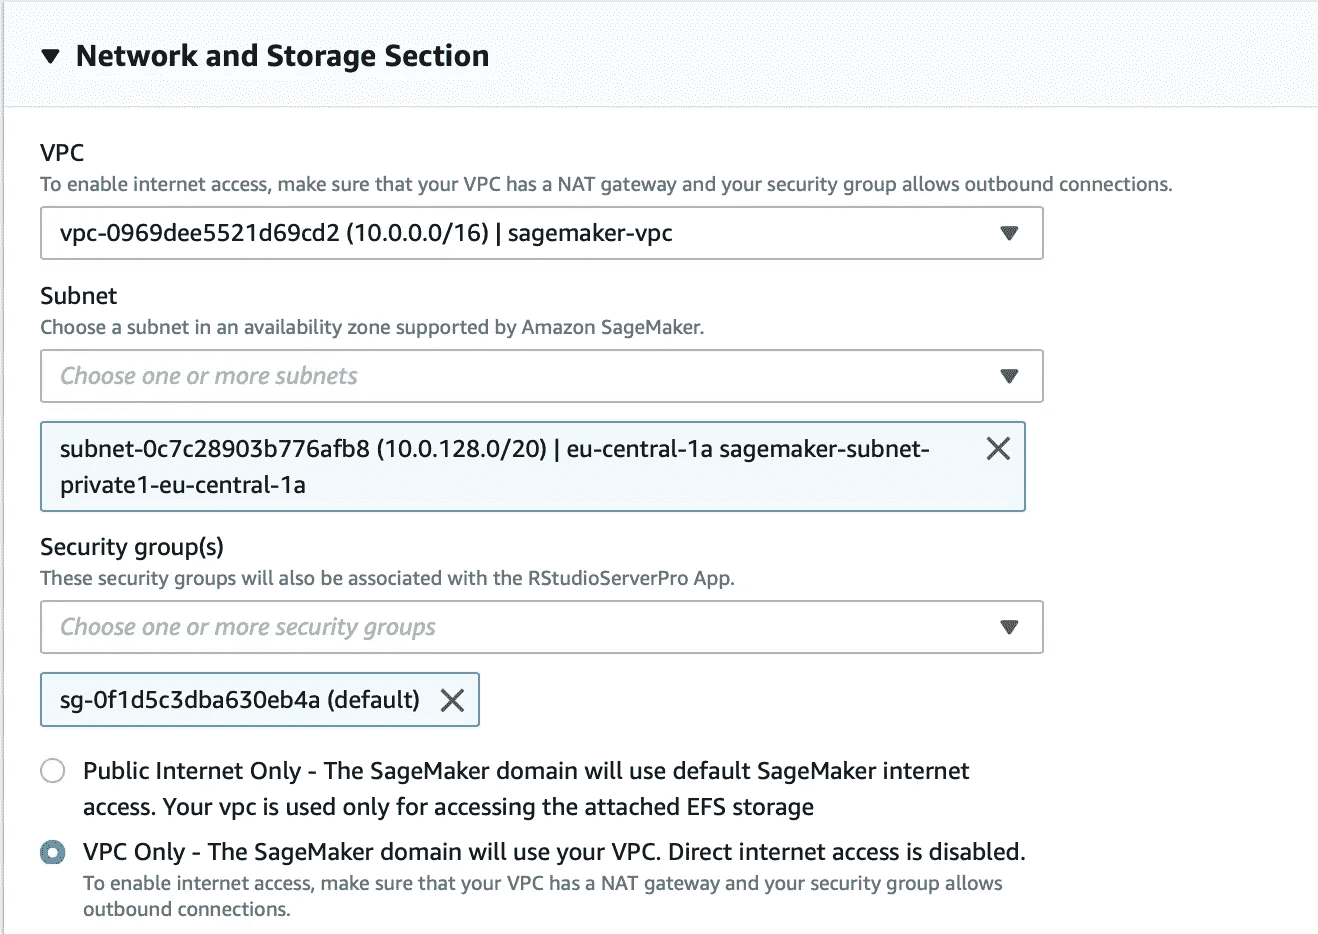 Network and Storage Section
VPC
To enable internet access, make sure that your VPC has a NAT gateway and your security group allows outbound connections.
vpc-0969dee5521d69cd2 (10.0.0.0/16) | sagemaker-vpc
Subnet
Choose a subnet in an availability zone supported by Amazon SageMaker.
Choose one or more subnets
subnet-0c7c28903b776afb8 (10.0.128.0/20) | eu-central-1a sagemaker-subnet-
private1-eu-central-1a
Security group(s)
These security groups will also be associated with the RStudioServerPro App.
Choose one or more security groups
sg-0f1d5c3dba630eb4a (default)
Public Internet Only - The SageMaker domain will use default SageMaker internet
access. Your vpc is used only for accessing the attached EFS storage
VPC Only - The SageMaker domain will use your VPC. Direct internet access is disabled.
To enable internet access, make sure that your VPC has a NAT gateway and your security group allows
outbound connections.